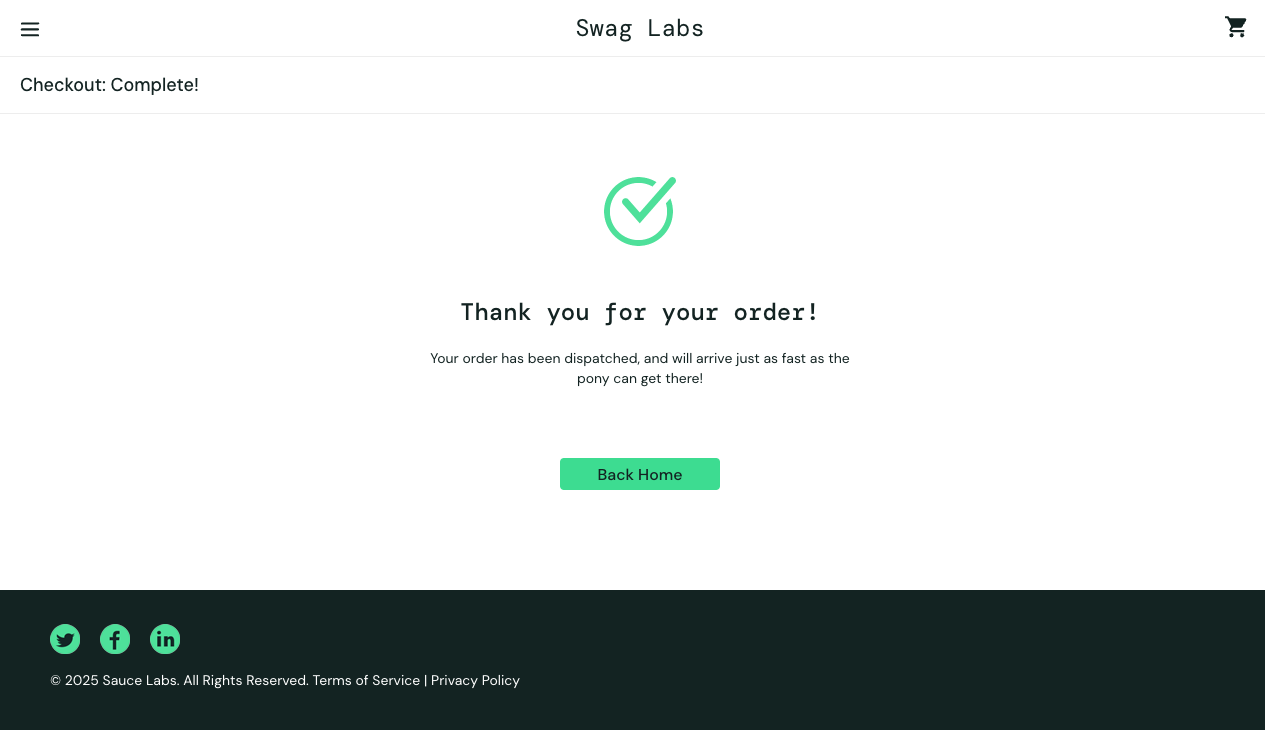 Swag Labs
Checkout: Complete!
Thank you for your order!
Your order has been dispatched, and will arrive just as fast as the
pony can get there!
Back Home
© 2025 Sauce Labs. All Rights Reserved. Terms of Service | Privacy Policy